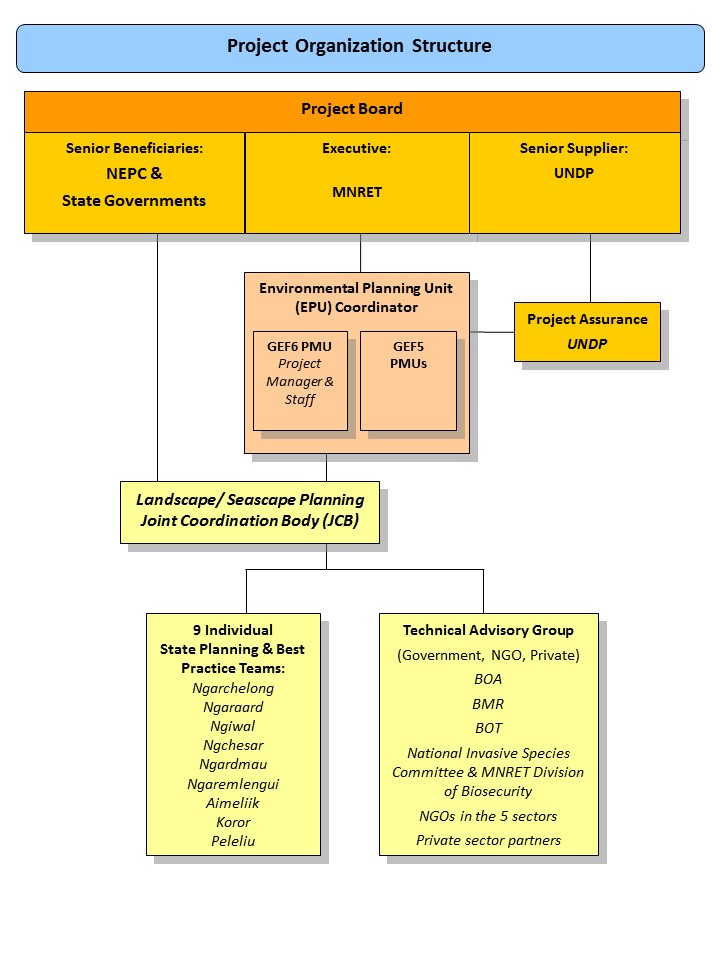 Project Organization Structure
Project Board
Senior Beneficiaries:
NEPC &
State Governments
Executive:
MNRET
Senior Supplier:
UNDP
Environmental Planning Unit
(EPU) Coordinator
GEF6 PMU
Project
Manager &
Staff
GEF5
PMUs
Project Assurance
UNDP
Landscape/ Seascape Planning
Joint Coordination Body (JCB)
9 Individual
State Planning & Best
Practice Teams:
Ngarchelong
Ngaraard
Ngiwal
Ngchesar
Ngardmau
Ngaremlengui
Aimeliik
Koror
Peleliu
Technical Advisory Group
(Government, NGO, Private)
BOA
BMR
BOT
National Invasive Species
Committee & MNRET Division
of Biosecurity
NGOs in the 5 sectors
Private sector partners